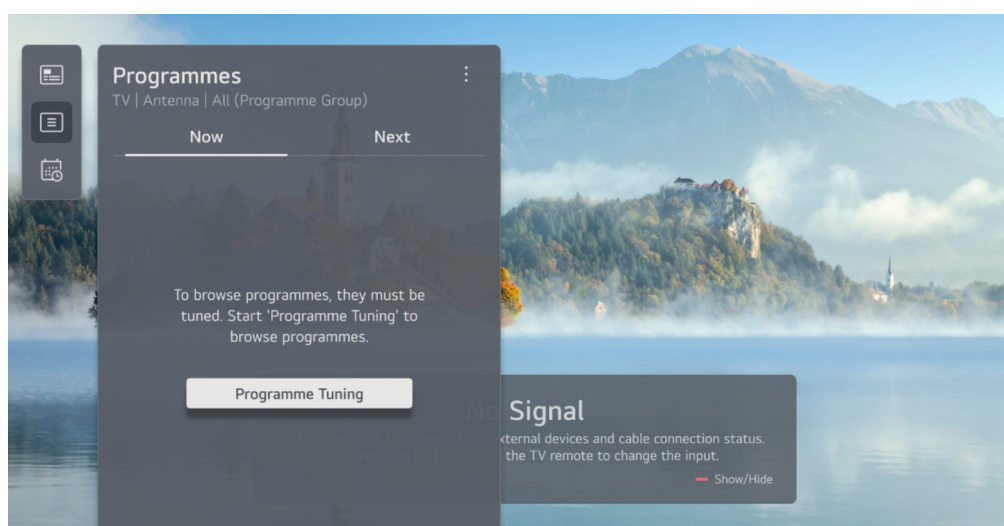 Programmes
TV | Antenna | All (Programme Group)
Now
Next
To browse programmes, they must be
tuned. Start 'Programme Tuning' to
browse programmes.
Programme Tuning
No Signal
external devices and cable connection status.
the TV remote to change the input.
Show/Hide